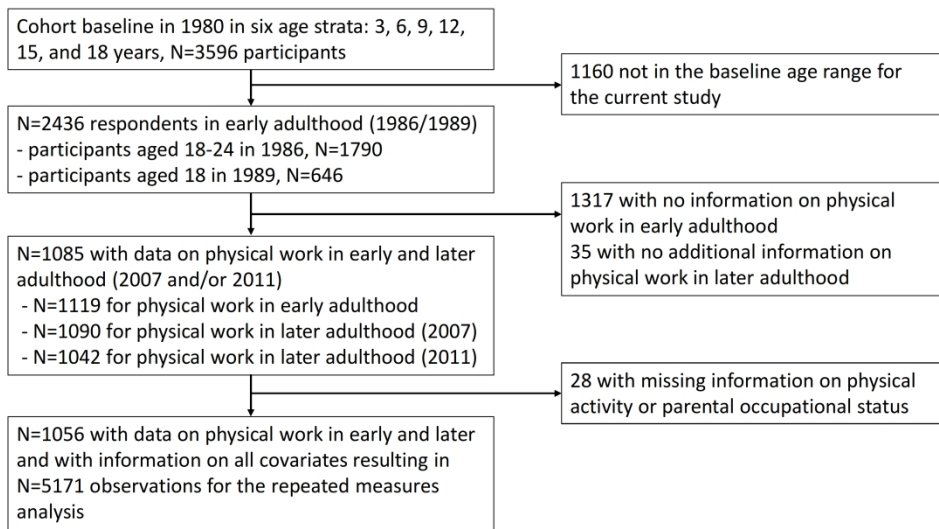 Cohort baseline in 1980 in six age strata: 3, 6, 9, 12,
15, and 18 years, N=3596 participants
1160 not in the baseline age range for
the current study
N=2436 respondents in early adulthood (1986/1989)
- participants aged 18-24 in 1986, N=1790
- participants aged 18 in 1989, N=646
1317 with no information on physical
work in early adulthood
35 with no additional information on
physical work in later adulthood
N=1085 with data on physical work in early and later
adulthood (2007 and/or 2011)
- N=1119 for physical work in early adulthood
- N=1090 for physical work in later adulthood (2007)
- N=1042 for physical work in later adulthood (2011)
28 with missing information on physical
activity or parental occupational status
N=1056 with data on physical work in early and later
and with information on all covariates resulting in
N=5171 observations for the repeated measures
analysis